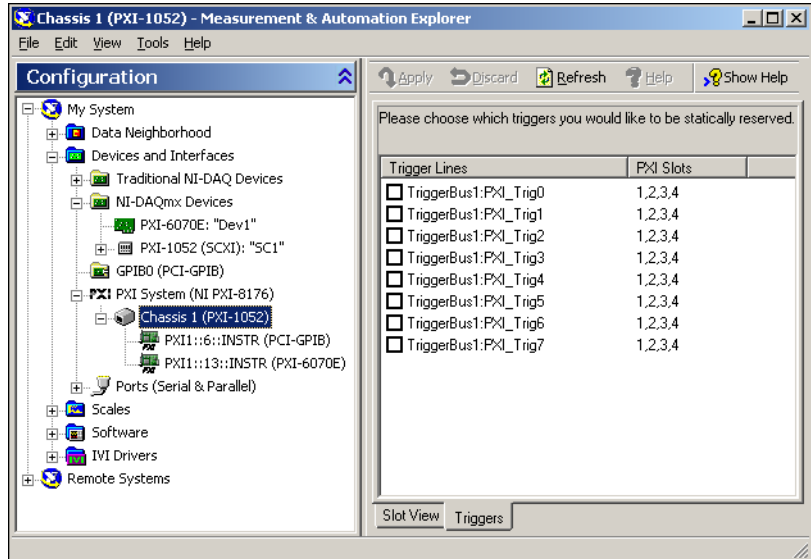 Chassis 1 (PXI-1052) - Measurement & Automation Explorer
File Edit View Tools Help
Configuration
Apply Discard Refresh Help Show Help
My System
Data Neighborhood
Devices and Interfaces
Traditional NI-DAQ Devices
NI-DAQmx Devices
PXI-6070E: "Dev1"
PXI-1052 (SCXI): "SC1"
GPIB0 (PCI-GPIB)
PXI PXI System (NI PXI-8176)
Chassis 1 (PXI-1052)
PXI1::6::INSTR (PCI-GPIB)
PXI1::13::INSTR (PXI-6070E)
Ports (Serial & Parallel)
Scales
Software
IVI Drivers
Remote Systems
Please choose which triggers you would like to be statically reserved.
Trigger Lines PXI Slots
TriggerBus1:PXI_Trig0 1,2,3,4
TriggerBus1:PXI_Trig1 1,2,3,4
TriggerBus1:PXI_Trig2 1,2,3,4
TriggerBus1:PXI_Trig3 1,2,3,4
TriggerBus1:PXI_Trig4 1,2,3,4
TriggerBus1:PXI_Trig5 1,2,3,4
TriggerBus1:PXI_Trig6 1,2,3,4
TriggerBus1:PXI_Trig7 1,2,3,4
Slot View Triggers